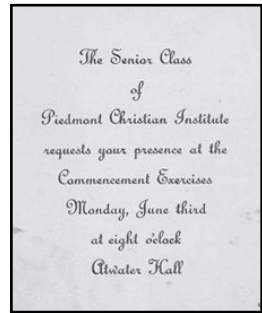 The Senior Class
of
Piedmont Christian Institute
requests your presence at the
Commencement Exercises
Monday, June third
at eight o'clock
Atwater Hall